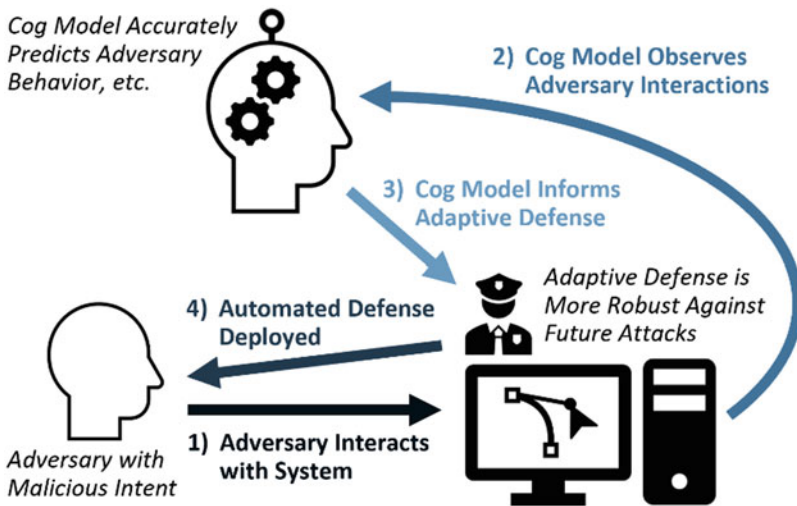 Cog Model Accurately
Predicts Adversary
Behavior, etc.
2) Cog Model Observes
Adversary Interactions
3) Cog Model Informs
Adaptive Defense
Adaptive Defense is
More Robust Against
Future Attacks
4) Automated Defense
Deployed
1) Adversary Interacts
with System
Adversary with
Malicious Intent